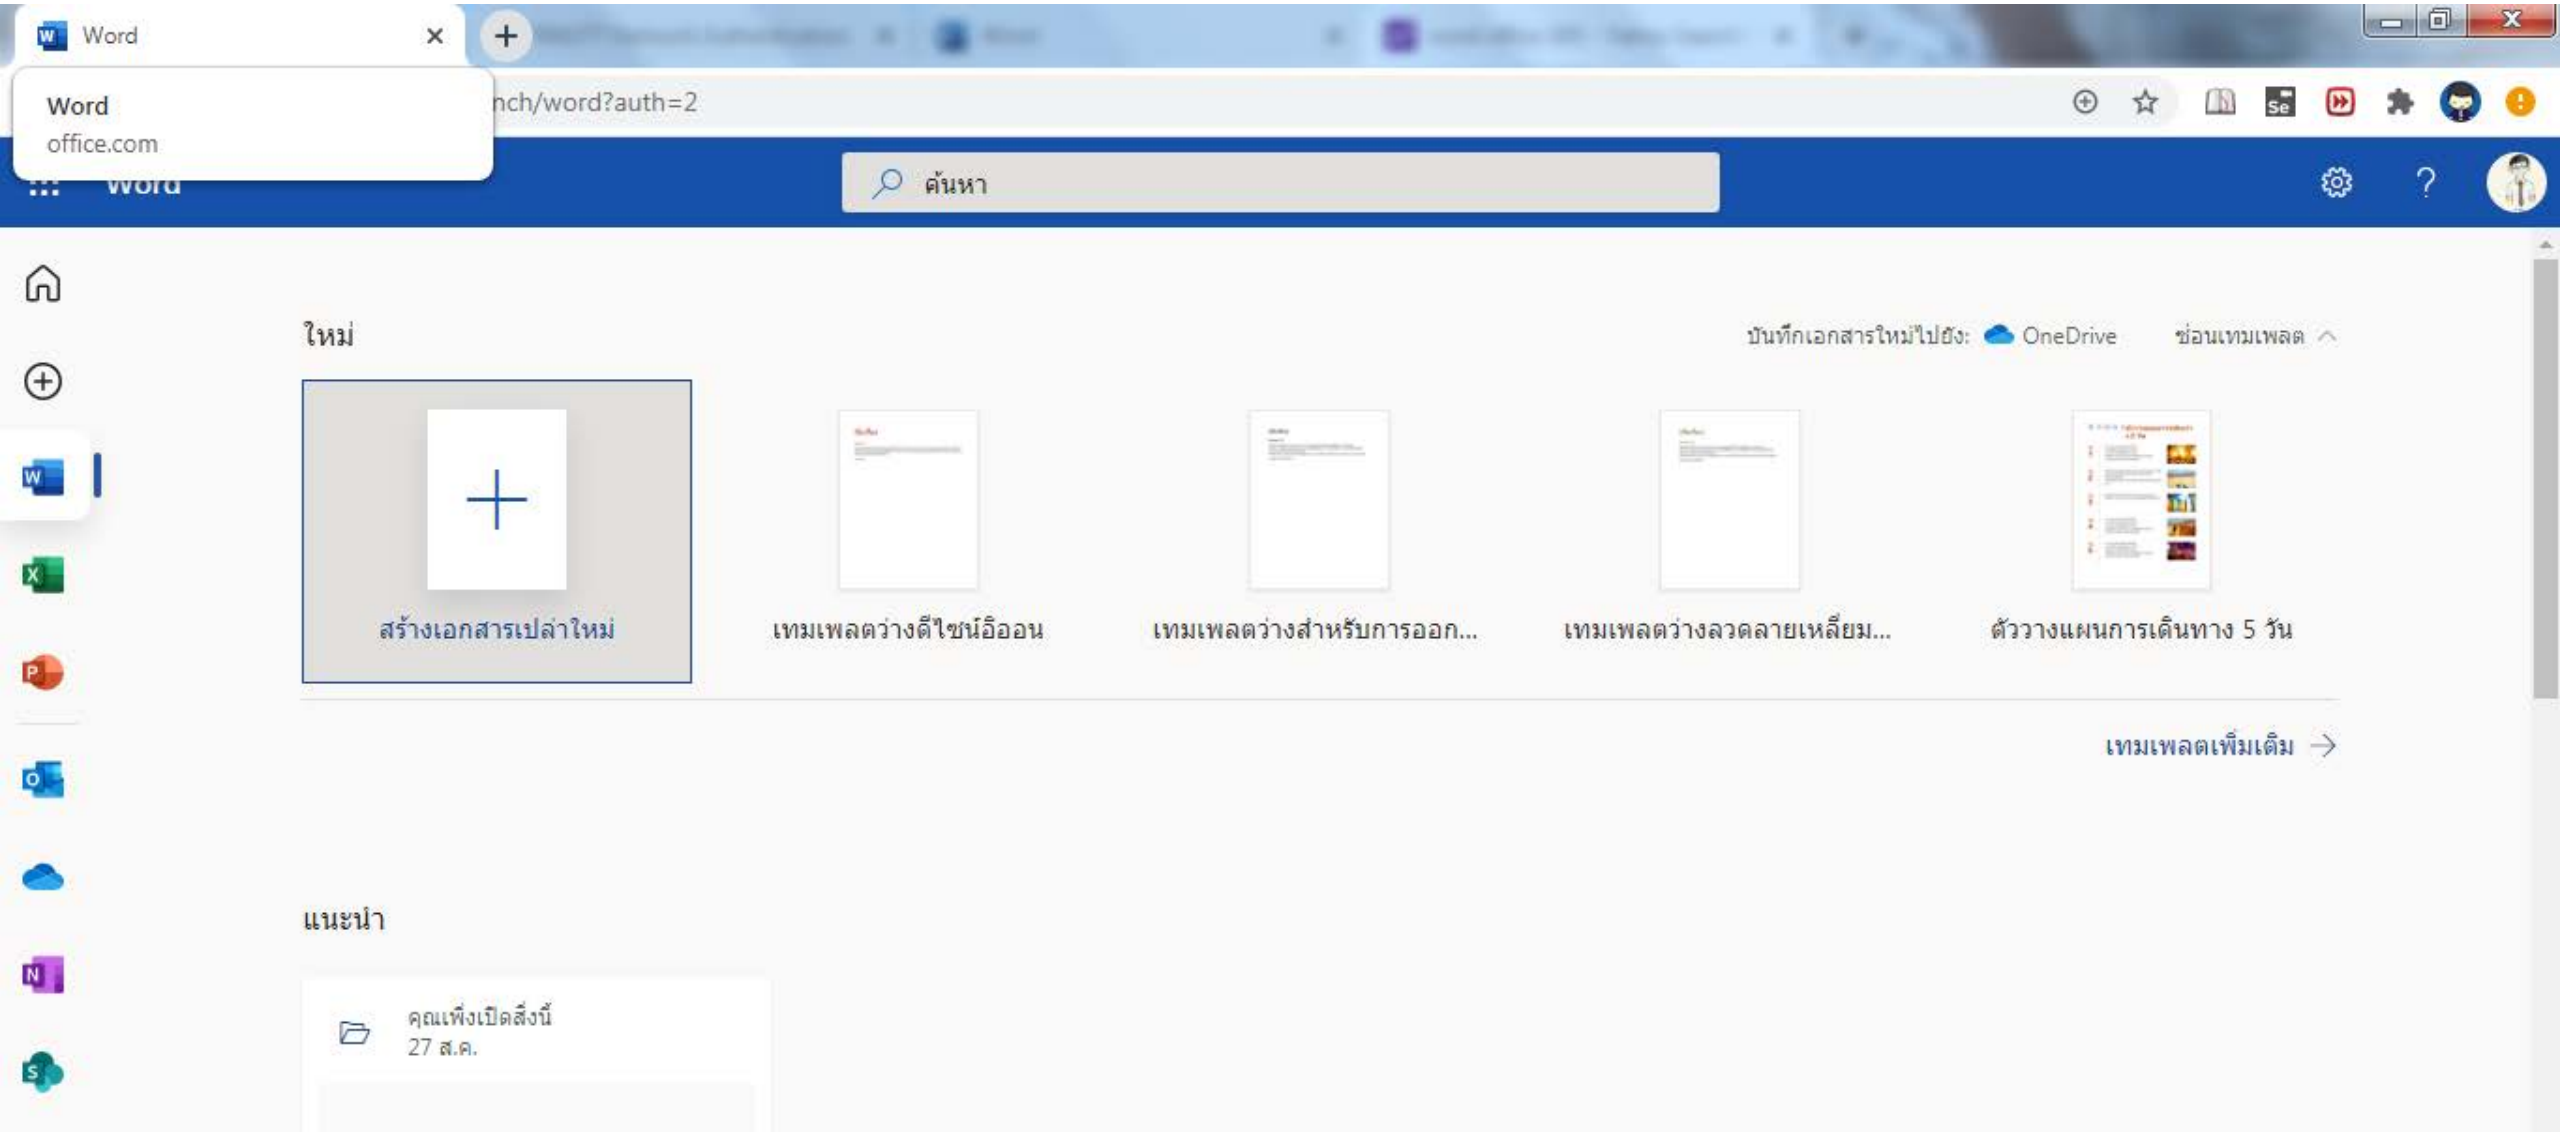 Word
Word
office.com
nch/word?auth=2
Word
ค้นหา
ใหม่
บันทึกเอกสารใหม่ไปยัง: OneDrive
ซ่อนเทมเพลต
สร้างเอกสารเปล่าใหม่
เทมเพลตว่างดีไซน์อิออน
เทมเพลตว่างสำหรับการออก...
เทมเพลตว่างลวดลายเหลี่ยม...
ตัววางแผนการเดินทาง 5 วัน
เทมเพลตเพิ่มเติม
แนะนำ
คุณเพิ่งเปิดสิ่งนี้
27 ส.ค.